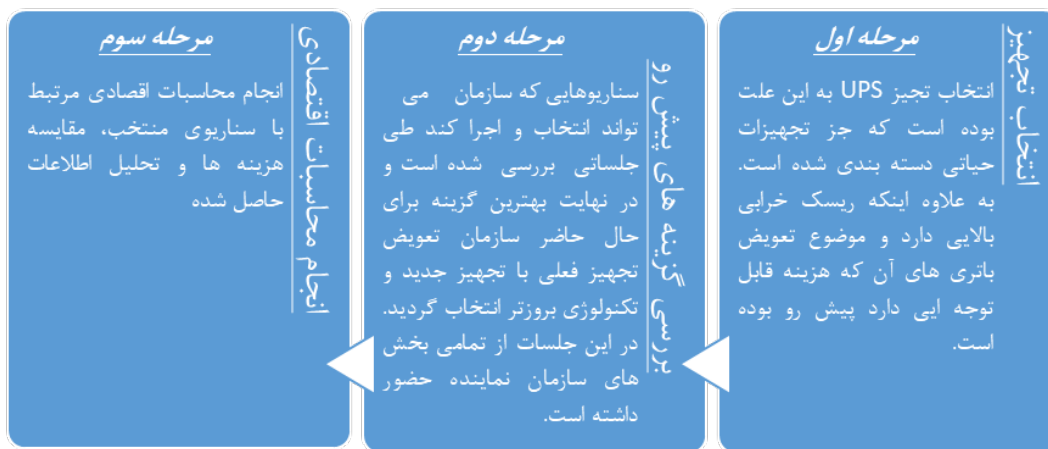 انتخاب تجهیز
مرحله اول
انتخاب تجیز UPS به این علت
بوده است که جز تجهیزات
حیاتی دسته بندی شده است.
به علاوه اینکه ریسک خرابی
بالایی دارد و موضوع تعویض
باتری های آن که هزینه قابل
توجه ایی دارد پیش رو بوده
است.
بررسی گزینه های پیش رو
مرحله دوم
سناریوهایی که سازمان می
تواند انتخاب و اجرا کند طی
جلساتی بررسی شده است و
در نهایت بهترین گزینه برای
حال حاضر سازمان تعویض
تجهیز فعلی با تجهیز جدید و
تکنولوژی بروزتر انتخاب گردید.
در این جلسات از تمامی بخش
های سازمان نماینده حضور
داشته است.
انجام محاسبات اقتصادی
مرحله سوم
انجام محاسبات اقصادی مرتبط
با سناریوی منتخب، مقایسه
هزینه ها و تحلیل اطلاعات
حاصل شده